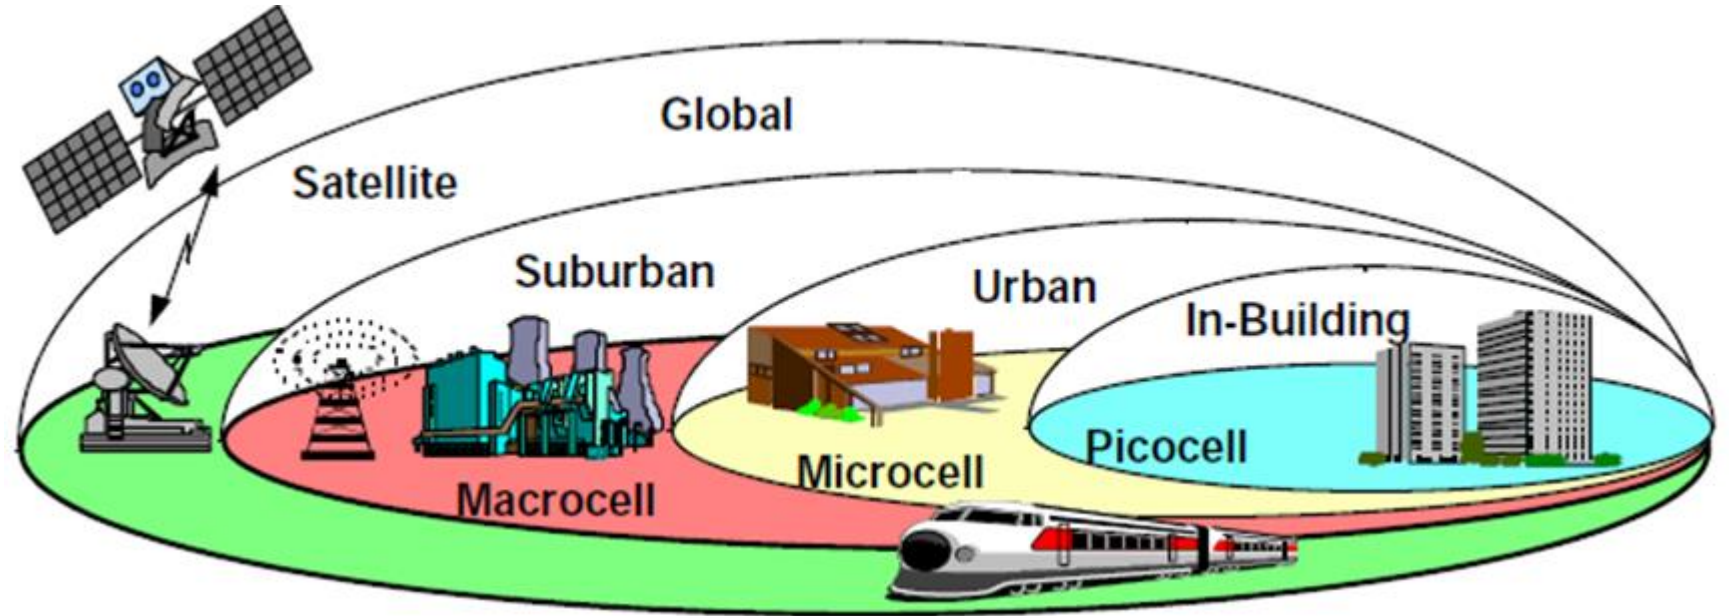 Global
Satellite
Suburban
Urban
In-Building
Picocell
Microcell
Macrocell